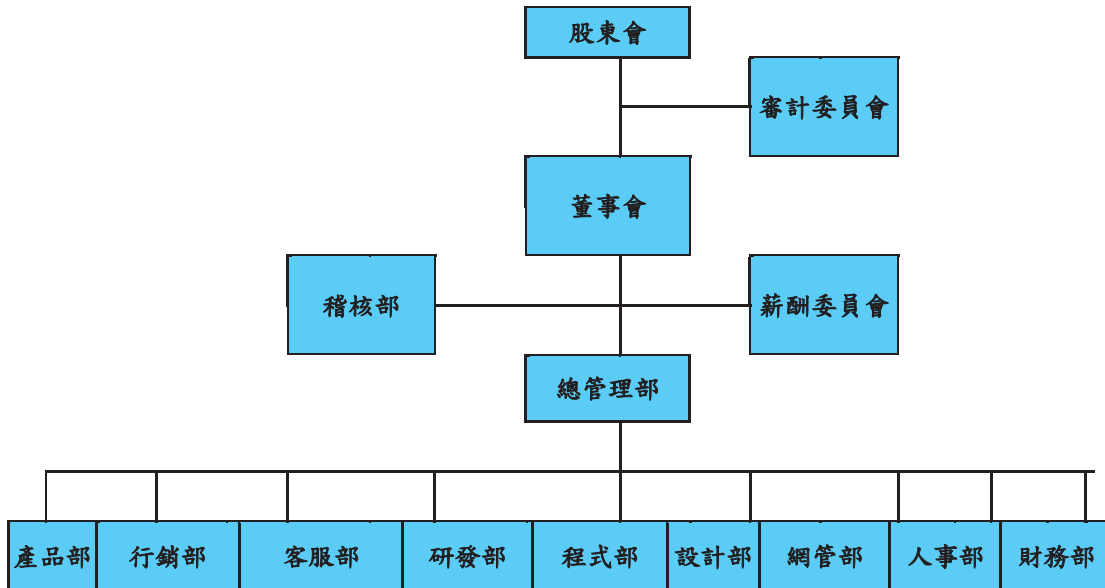 股東會
審計委員會
董事會
稽核部
薪酬委員會
總管理部
產品部
行銷部
客服部
研發部
程式部
設計部
網管部
人事部
財務部